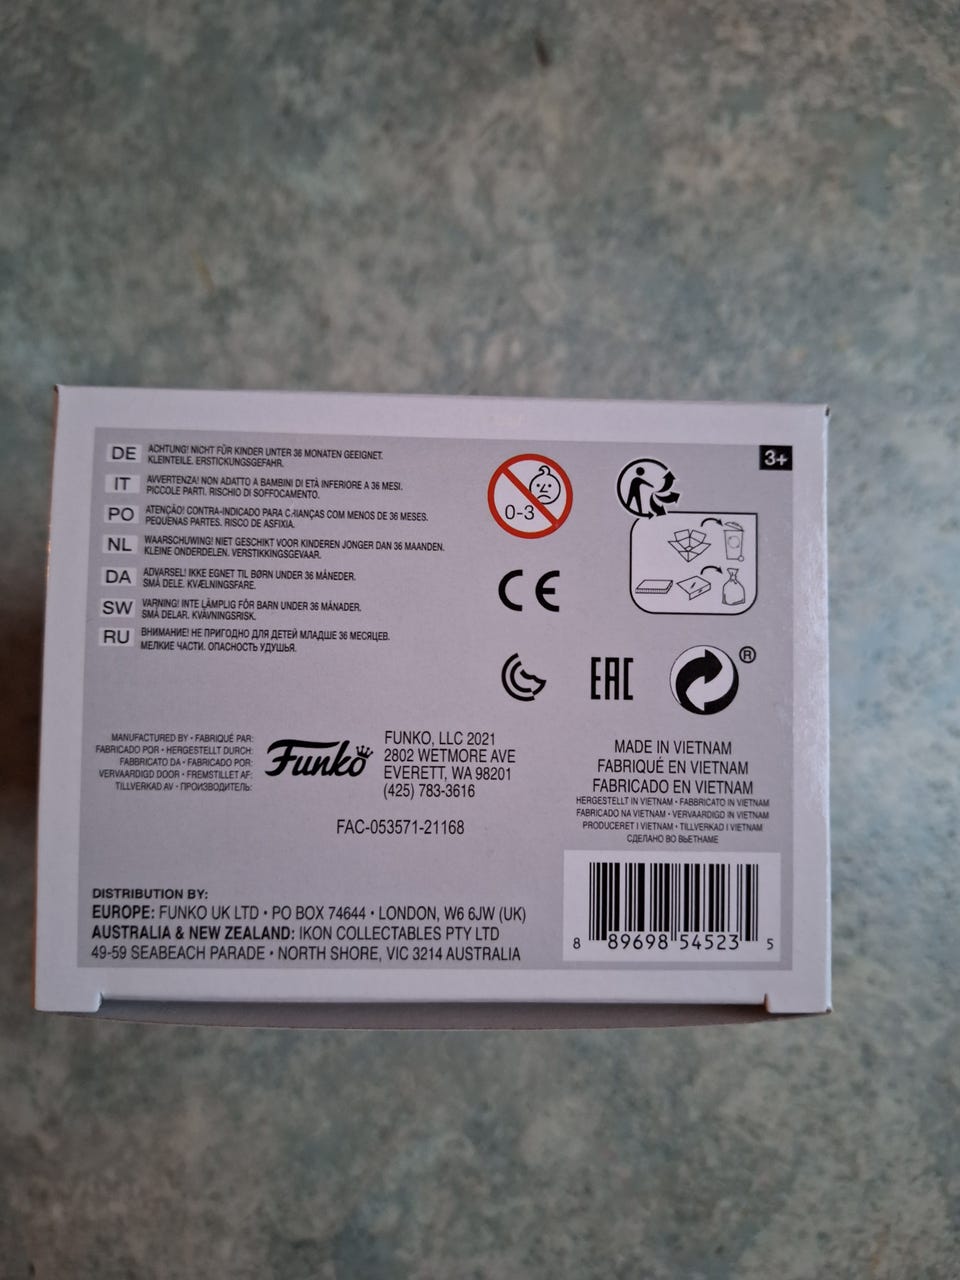 DE ACHTUNG! NICHT FÜR KINDER UNTER 36 MONATEN GEEIGNET.
KLEINTEILE. ERSTICKUNGSGEFAHR.
IT AVVERTENZA! NON ADATTO A BAMBINI DI ETÀ INFERIORE A 36 MESI.
PICCOLE PARTI. RISCHIO DI SOFFOCAMENTO.
PO ATENÇÃO! CONTRA-INDICADO PARA CRIANÇAS COM MENOS DE 36 MESES.
PEQUENAS PARTES. RISCO DE ASFIXIA.
NL WAARSCHUWING! NIET GESCHIKT VOOR KINDEREN JONGER DAN 36 MAANDEN.
KLEINE ONDERDELEN. VERSTIKKINGSGEVAAR.
DA ADVARSEL! IKKE EGNET TIL BØRN UNDER 36 MÅNEDER.
SMÅ DELE. KVÆLNINGSFARE.
SW VARNING! INTE LÄMPLIG FÖR BARN UNDER 36 MÅNADER.
SMÅ DELAR. KVÄVNINGSRISK.
RU ВНИМАНИЕ! НЕ ПРИГОДНО ДЛЯ ДЕТЕЙ МЛАДШЕ 36 МЕСЯЦЕВ.
МЕЛКИЕ ЧАСТИ. ОПАСНОСТЬ УДУШЬЯ.
3+
0-3
CE
EAC
®
MANUFACTURED BY • FABRIQUÉ PAR:
FABRICADO POR • HERGESTELLT DURCH:
FABBRICATO DA • FABRICADO POR:
VERVAARDIGD DOOR • FREMSTILLET AF:
TILLVERKAD AV • ПРОИЗВОДИТЕЛЬ:
Funko
FUNKO, LLC 2021
2802 WETMORE AVE
EVERETT, WA 98201
(425) 783-3616
FAC-053571-21168
MADE IN VIETNAM
FABRIQUÉ EN VIETNAM
FABRICADO EN VIETNAM
HERGESTELLT IN VIETNAM • FABBRICATO IN VIETNAM
FABRICADO NA VIETNAM • VERVAARDIGD IN VIETNAM
PRODUCERET I VIETNAM • TILLVERKAD I VIETNAM
СДЕЛАНО ВО ВЬЕТНАМЕ
DISTRIBUTION BY:
EUROPE: FUNKO UK LTD • PO BOX 74644 • LONDON, W6 6JW (UK)
AUSTRALIA & NEW ZEALAND: IKON COLLECTABLES PTY LTD
49-59 SEABEACH PARADE • NORTH SHORE, VIC 3214 AUSTRALIA
8 89698 54523 5